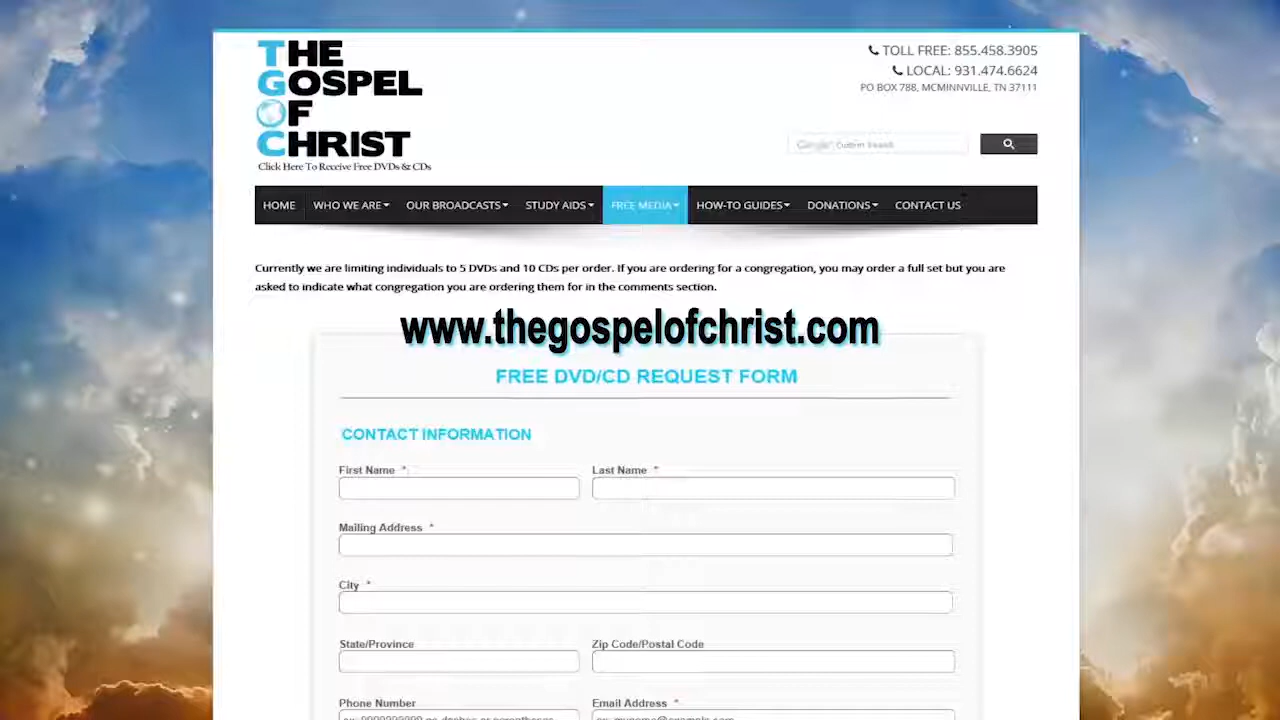 THE
GOSPEL
OF
CHRIST
Click Here To Receive Free DVDs & CDs
TOLL FREE: 855.458.3905
LOCAL: 931.474.6624
PO BOX 788, MCMINNVILLE, TN 37111
Google Custom Search
HOME WHO WE ARE OUR BROADCASTS STUDY AIDS FREE MEDIA HOW-TO GUIDES DONATIONS CONTACT US
Currently we are limiting individuals to 5 DVDs and 10 CDs per order. If you are ordering for a congregation, you may order a full set but you are
asked to indicate what congregation you are ordering them for in the comments section.
www.thegospelofchrist.com
FREE DVD/CD REQUEST FORM
CONTACT INFORMATION
First Name * Last Name *
Mailing Address *
City *
State/Province Zip Code/Postal Code
Phone Number Email Address *